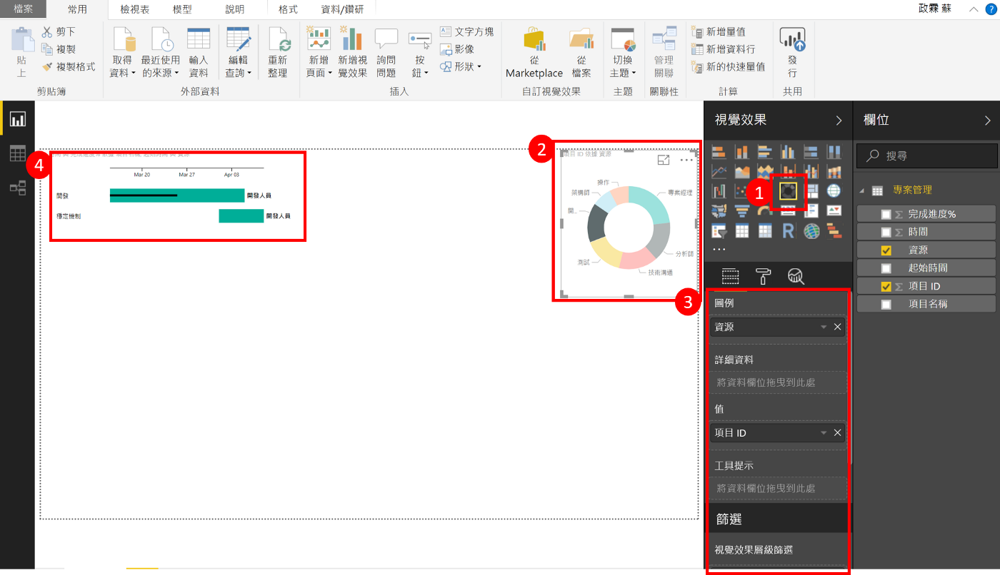 檔案 常用 檢視表 模型 說明 格式 資料/鑽研 政霖 蘇 ?
貼上
剪下
複製
複製格式
剪貼簿
取得資料
最近使用的來源
輸入資料
編輯查詢
外部資料
重新整理
新增頁面
新增視覺效果
詢問問題
按鈕
文字方塊
影像
形狀
插入
從 Marketplace
從檔案
自訂視覺效果
切換主題
主題
管理關聯
關聯性
新增量值
新增資料行
新的快速量值
計算
發行
共用
4
Mar 20 Mar 27 Apr 03
開發 開發人員
穩定機制 開發人員
2
項目 ID 依據 資源
操作
架構師
專案經理
開...
分析師
測試
技術溝通
3
視覺效果
1
R
圖例
資源
詳細資料
將資料欄位拖曳到此處
值
項目 ID
工具提示
將資料欄位拖曳到此處
篩選
視覺效果層級篩選
欄位
搜尋
專案管理
完成進度%
時間
資源
起始時間
項目 ID
項目名稱